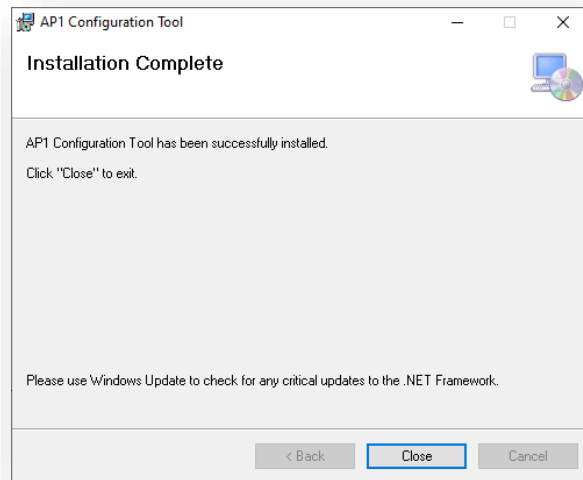 AP1 Configuration Tool
Installation Complete
AP1 Configuration Tool has been successfully installed.
Click "Close" to exit.
Please use Windows Update to check for any critical updates to the .NET Framework.
< Back Close Cancel